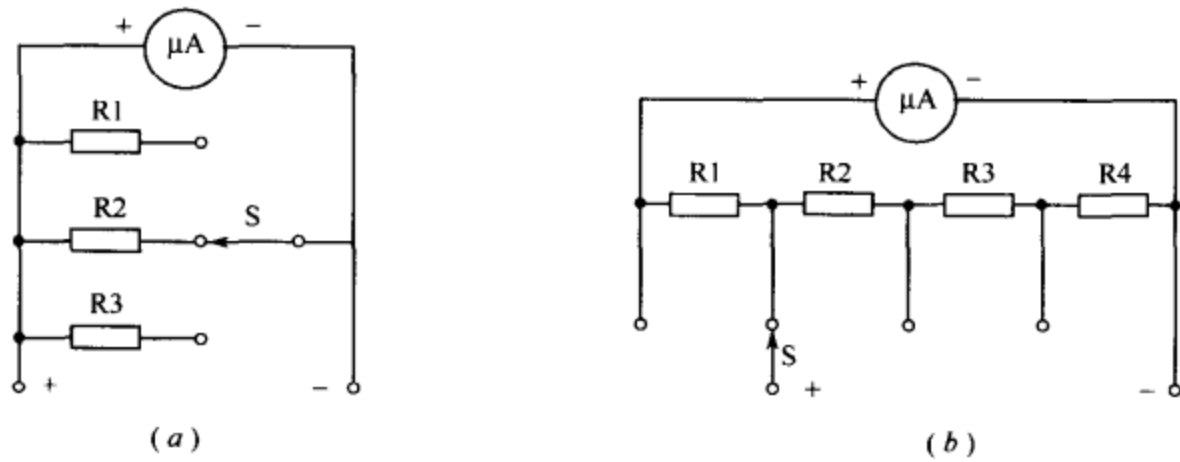 + μA −
R1
R2
S
R3
+ −
(a)
+ μA −
R1 R2 R3 R4
S
+ −
(b)